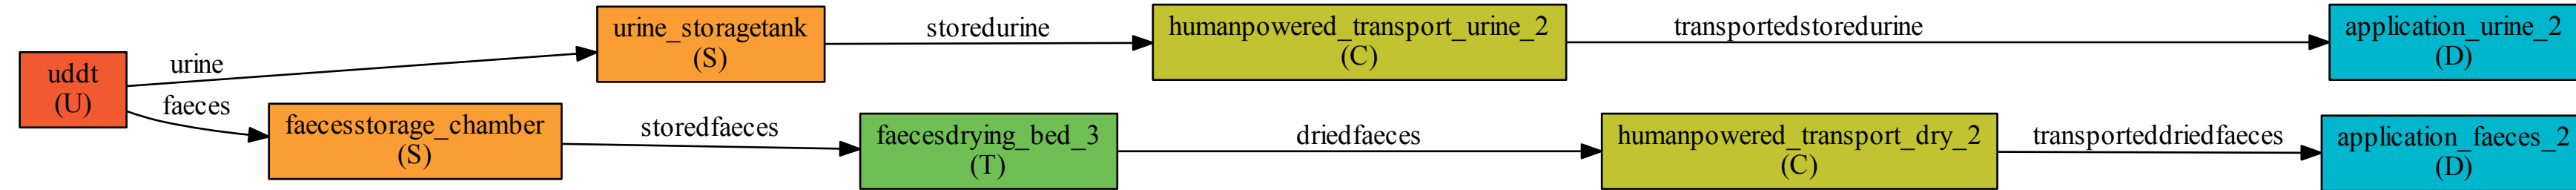 uddt
(U)
urine
faeces
urine_storagetank
(S)
faecesstorage_chamber
(S)
storedurine
storedfaeces
faecesdrying_bed_3
(T)
humanpowered_transport_urine_2
(C)
driedfaeces
humanpowered_transport_dry_2
(C)
transportedstoredurine
transporteddriedfaeces
application_urine_2
(D)
application_faeces_2
(D)